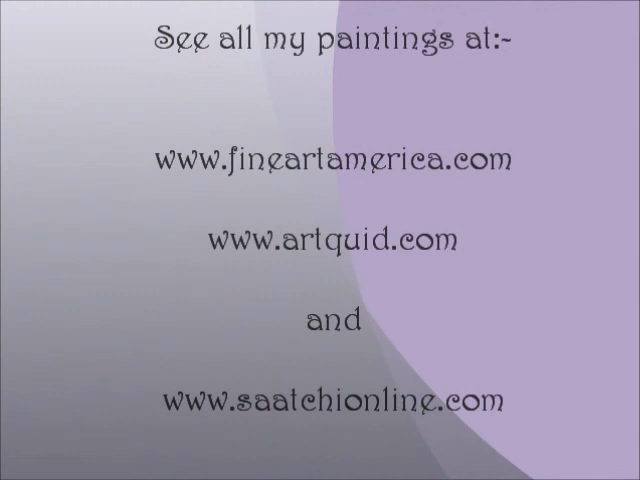 See all my paintings at:-
www.fineartamerica.com
www.artquid.com
and
www.saatchionline.com